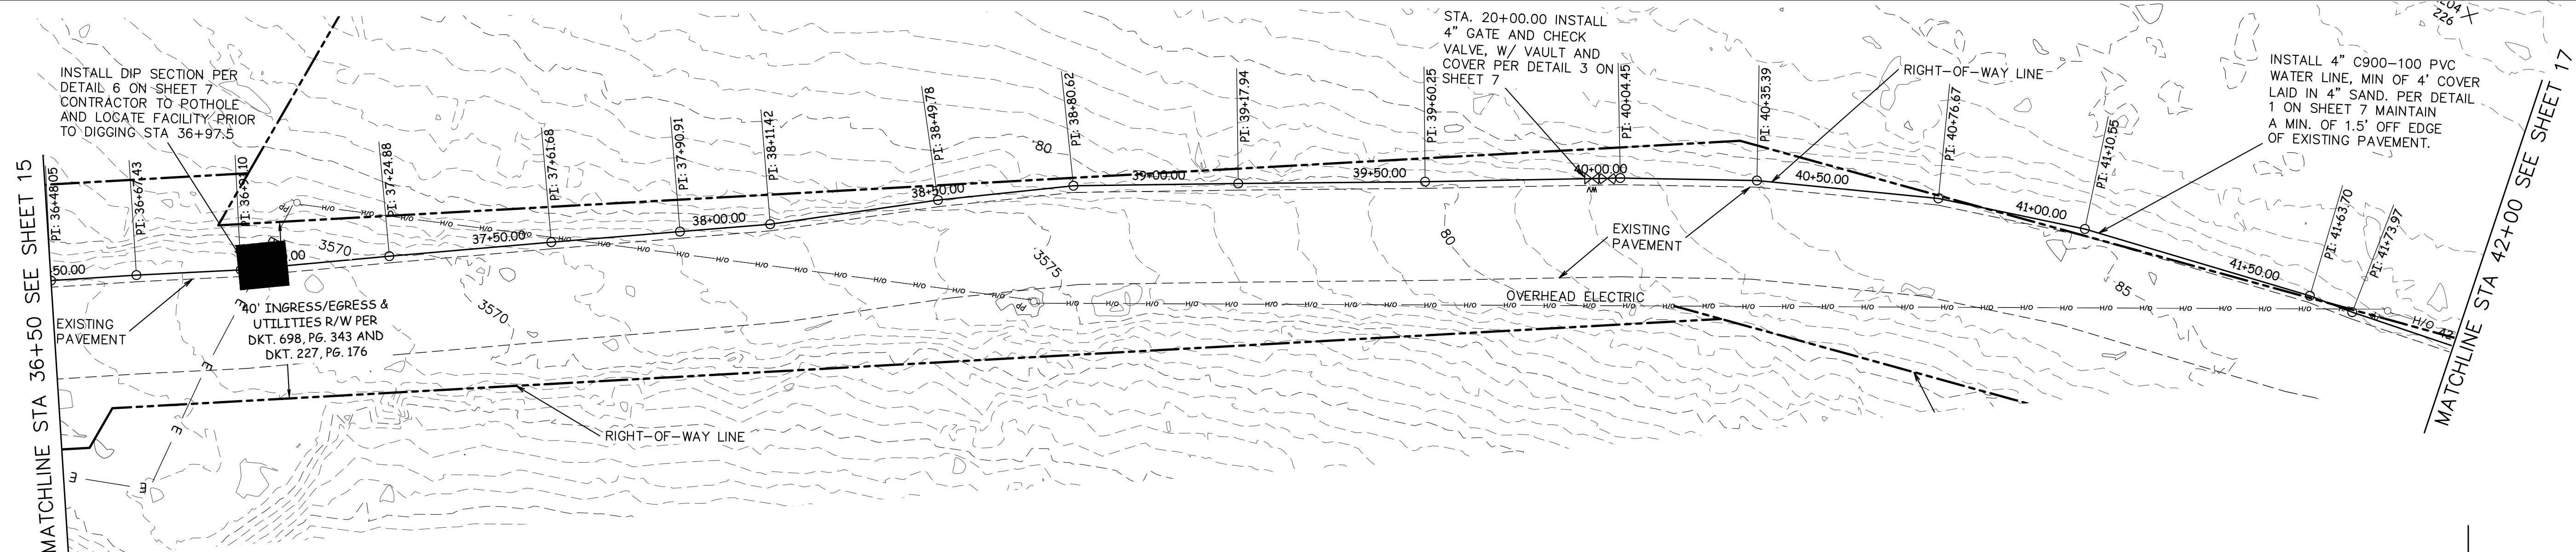 MATCHLINE STA 36+50 SEE SHEET 15
INSTALL DIP SECTION PER
DETAIL 6 ON SHEET 7
CONTRACTOR TO POTHOLE
AND LOCATE FACILITY PRIOR
TO DIGGING STA 36+97.5
PI: 36+48.05
PI: 36+67.43
PI: 37+24.88
PI: 37+61.68
PI: 37+90.91
PI: 38+11.42
PI: 38+49.78
PI: 38+80.62
PI: 39+17.94
PI: 39+60.25
PI: 40+04.45
PI: 40+35.39
PI: 40+76.67
PI: 41+10.55
PI: 41+63.70
PI: 41+73.97
STA. 20+00.00 INSTALL
4" GATE AND CHECK
VALVE, W/ VAULT AND
COVER PER DETAIL 3 ON
SHEET 7
RIGHT-OF-WAY LINE
INSTALL 4" C900-100 PVC
WATER LINE, MIN OF 4' COVER
LAID IN 4" SAND. PER DETAIL
1 ON SHEET 7 MAINTAIN
A MIN. OF 1.5' OFF EDGE
OF EXISTING PAVEMENT.
204
226
50.00
.00
37+50.00
38+00.00
38+50.00
39+00.00
39+50.00
40+00.00
40+50.00
41+00.00
41+50.00
42
80
3570
3570
3575
80
85
PP
PP
WV
H/O H/O H/O H/O H/O H/O H/O H/O H/O H/O H/O H/O
E E E E E
EXISTING
PAVEMENT
40' INGRESS/EGRESS &
UTILITIES R/W PER
DKT. 698, PG. 343 AND
DKT. 227, PG. 176
RIGHT-OF-WAY LINE
EXISTING
PAVEMENT
OVERHEAD ELECTRIC
MATCHLINE STA 42+00 SEE SHEET 17